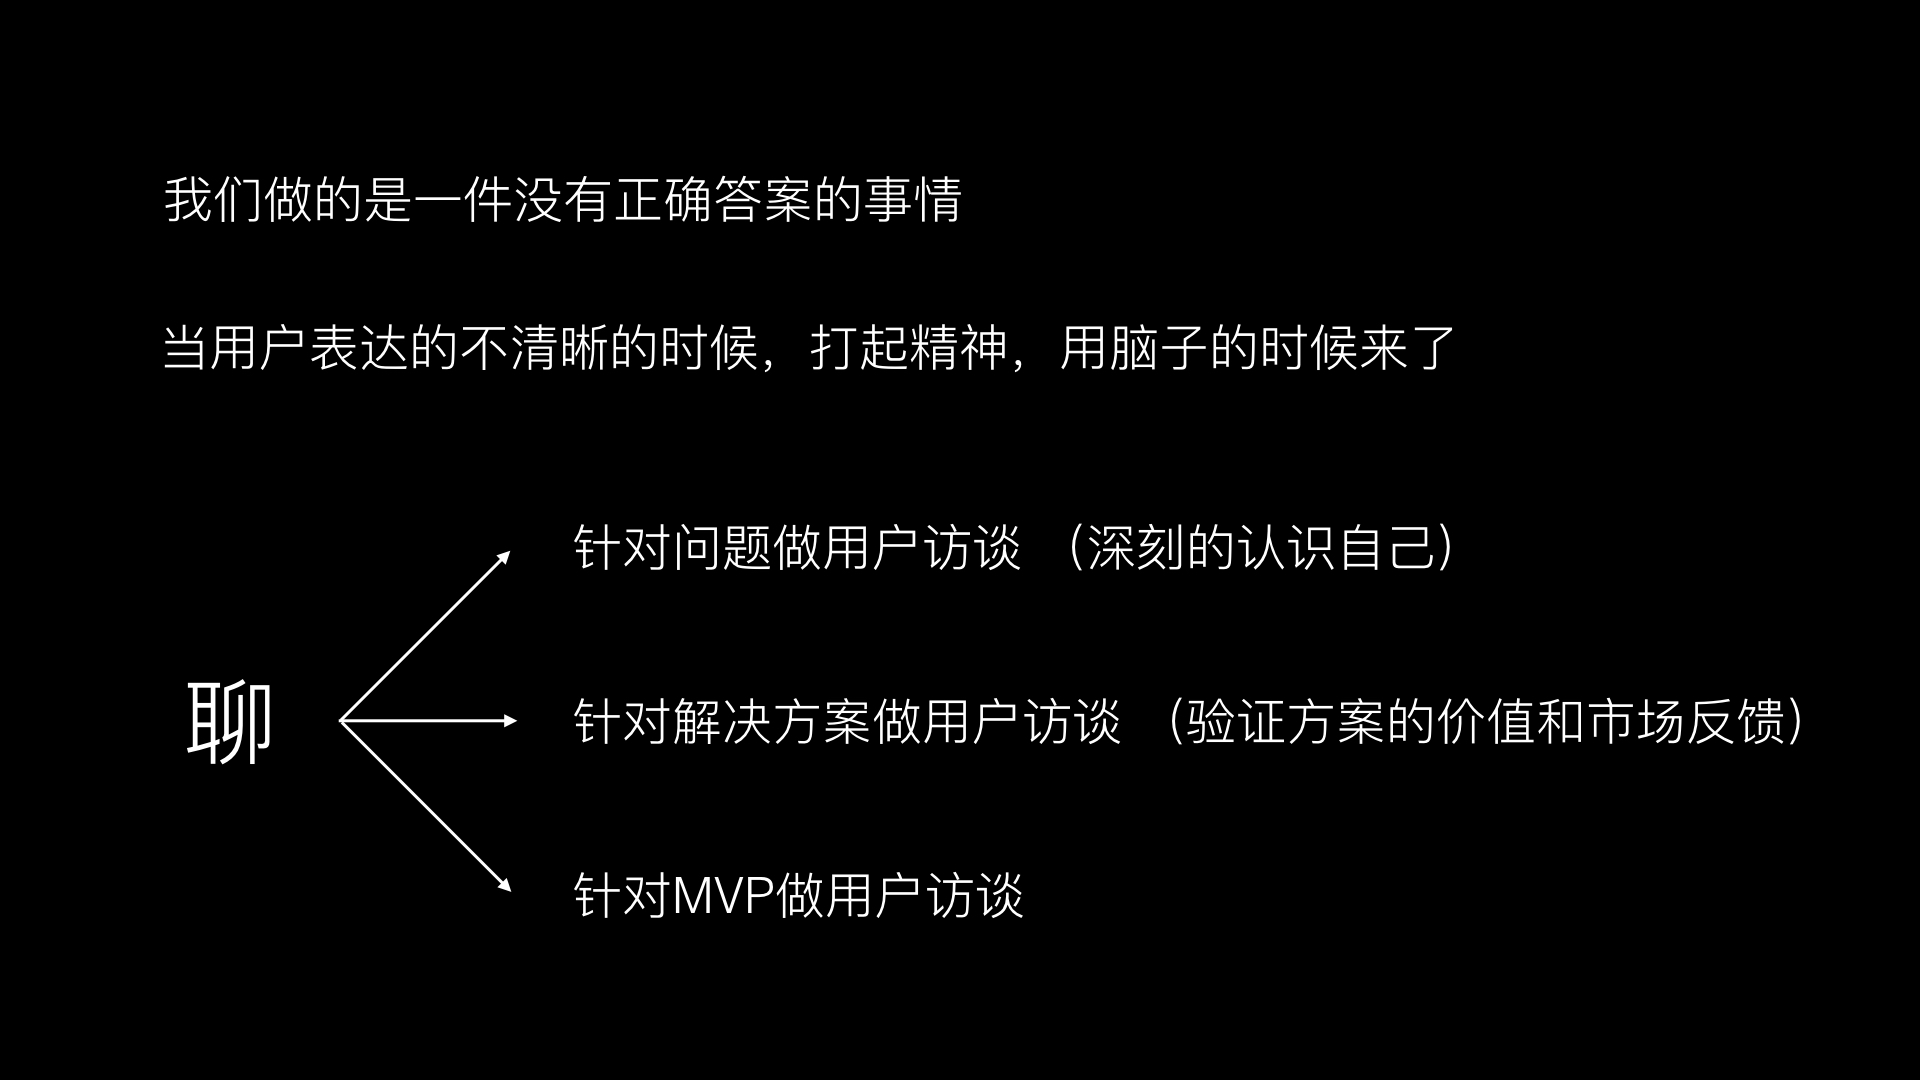 我们做的是一件没有正确答案的事情
当用户表达的不清晰的时候，打起精神，用脑子的时候来了
针对问题做用户访谈 （深刻的认识自己）
聊
针对解决方案做用户访谈 （验证方案的价值和市场反馈）
针对MVP做用户访谈